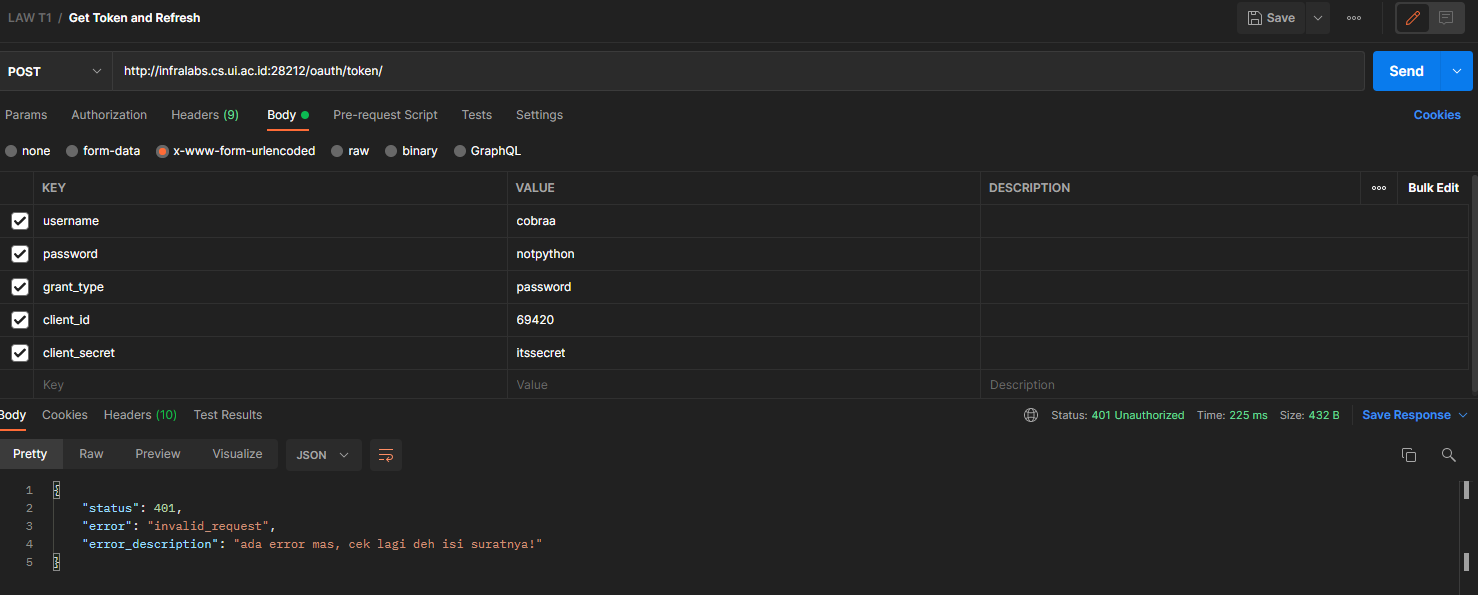 LAW T1 / Get Token and Refresh
Save
POST
http://infralabs.cs.ui.ac.id:28212/oauth/token/
Send
Params Authorization Headers (9) Body Pre-request Script Tests Settings Cookies
none form-data x-www-form-urlencoded raw binary GraphQL
KEY VALUE DESCRIPTION Bulk Edit
username cobraa
password notpython
grant_type password
client_id 69420
client_secret itssecret
Key Value Description
Body Cookies Headers (10) Test Results Status: 401 Unauthorized Time: 225 ms Size: 432 B Save Response
Pretty Raw Preview Visualize JSON
1 {
2 "status": 401,
3 "error": "invalid_request",
4 "error_description": "ada error mas, cek lagi deh isi suratnya!"
5 }